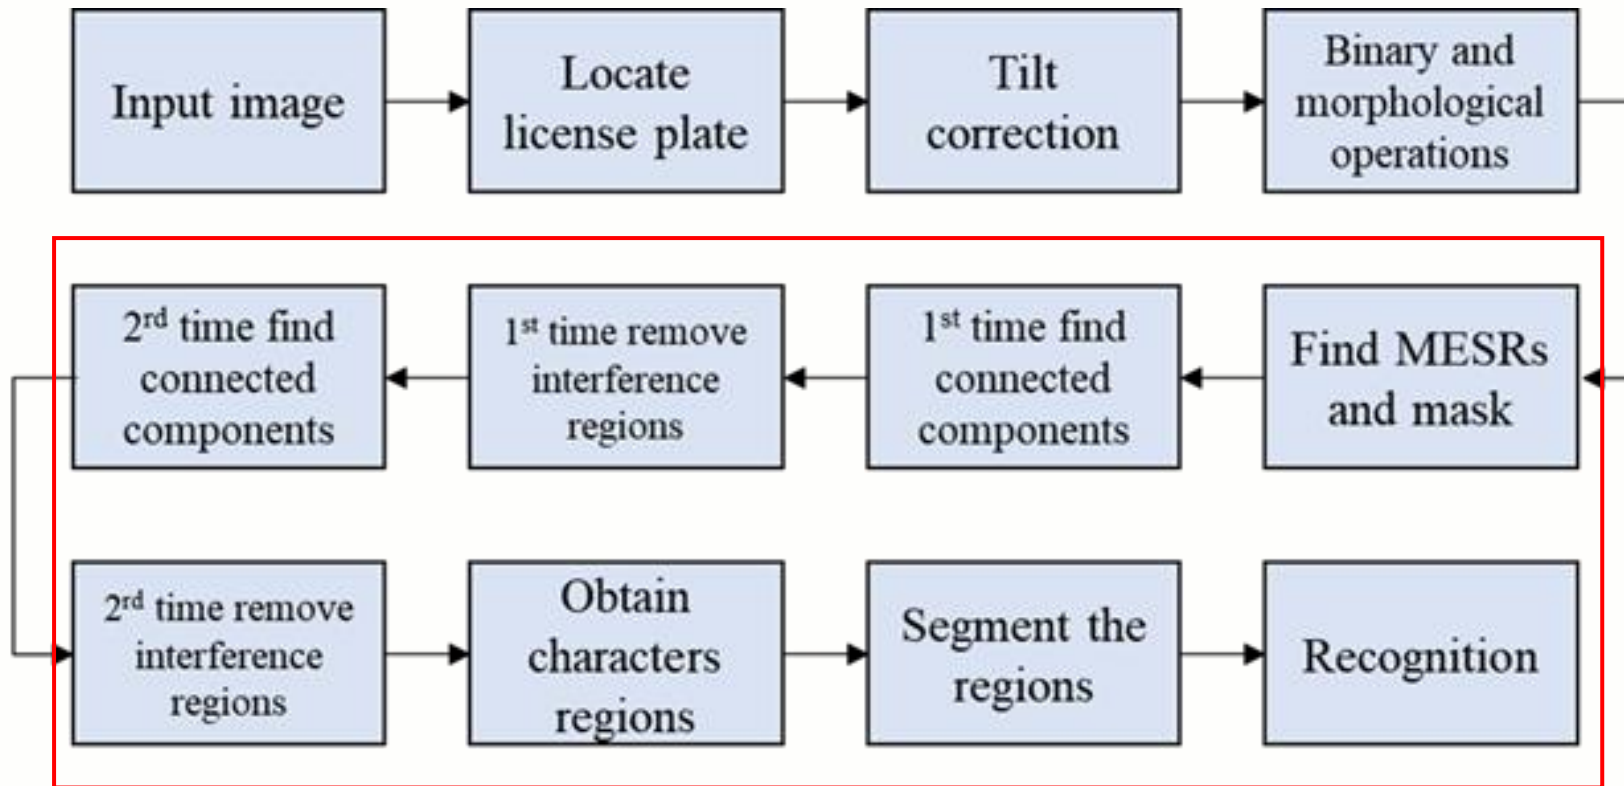 Input image
Locate
license plate
Tilt
correction
Binary and
morphological
operations
Find MESRs
and mask
1st time find
connected
components
1st time remove
interference
regions
2rd time find
connected
components
2rd time remove
interference
regions
Obtain
characters
regions
Segment the
regions
Recognition